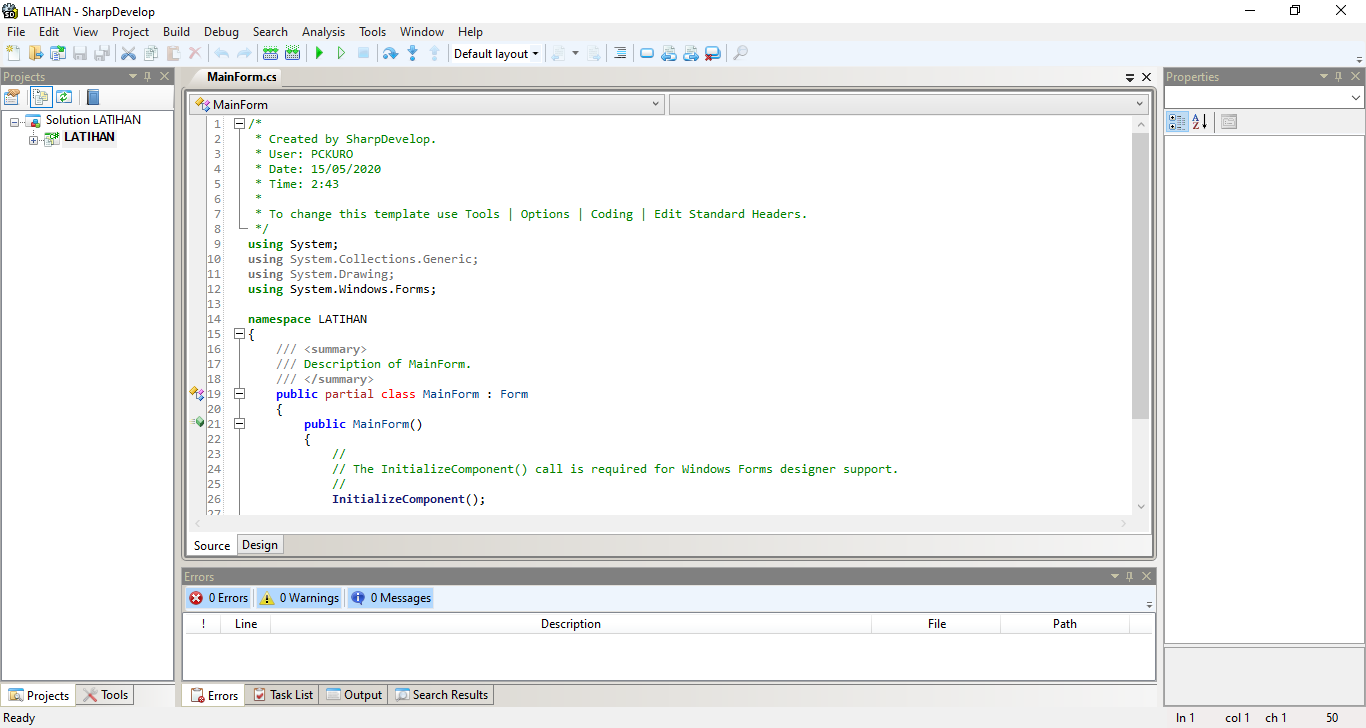 LATIHAN - SharpDevelop
File Edit View Project Build Debug Search Analysis Tools Window Help
Default layout
Projects
Solution LATIHAN
LATIHAN
Projects Tools
MainForm.cs
MainForm
1 /*
2 * Created by SharpDevelop.
3 * User: PCKURO
4 * Date: 15/05/2020
5 * Time: 2:43
6 *
7 * To change this template use Tools | Options | Coding | Edit Standard Headers.
8 */
9 using System;
10 using System.Collections.Generic;
11 using System.Drawing;
12 using System.Windows.Forms;
13
14 namespace LATIHAN
15 {
16 /// <summary>
17 /// Description of MainForm.
18 /// </summary>
19 public partial class MainForm : Form
20 {
21 public MainForm()
22 {
23 //
24 // The InitializeComponent() call is required for Windows Forms designer support.
25 //
26 InitializeComponent();
27
Source Design
Errors
0 Errors 0 Warnings 0 Messages
! Line Description File Path
Errors Task List Output Search Results
Properties
Ready ln 1 col 1 ch 1 50